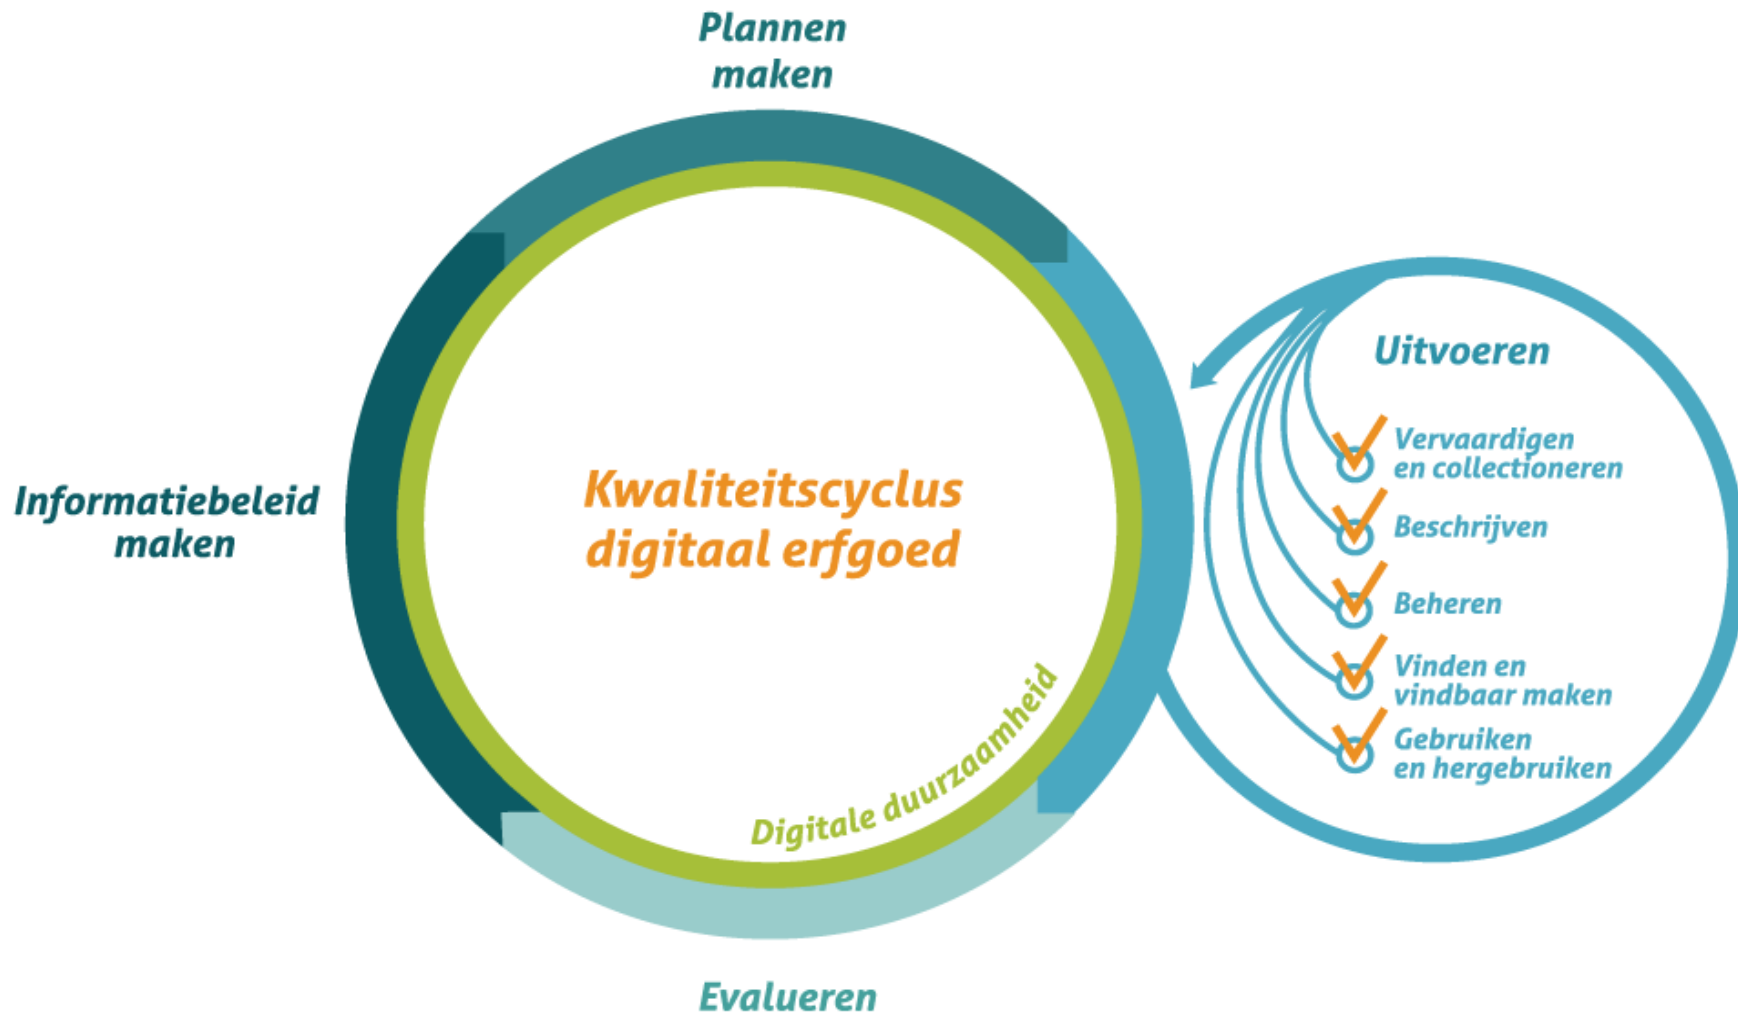 Plannen
maken
Informatiebeleid
maken
Kwaliteitscyclus
digitaal erfgoed
Digitale duurzaamheid
Evalueren
Uitvoeren
Vervaardigen
en collectioneren
Beschrijven
Beheren
Vinden en
vindbaar maken
Gebruiken
en hergebruiken